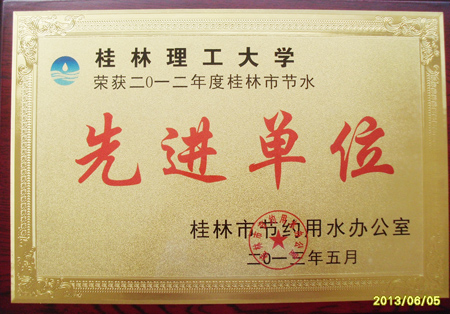 桂林理工大学
荣获二〇一二年度桂林市节水
先进单位
桂林市节约用水办公室
二〇一三年五月
2013/06/05